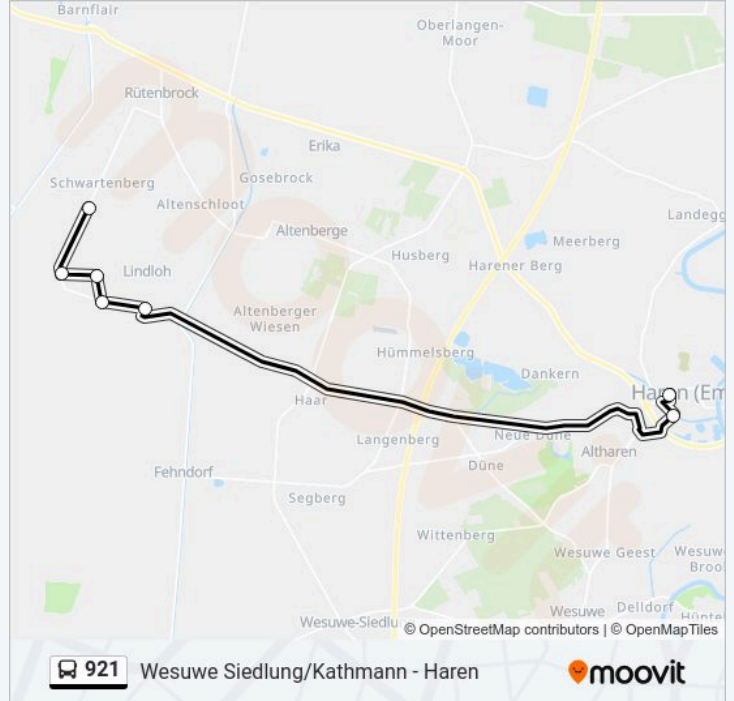 Barnflair
Oberlangen-
Moor
Rütenbrock
Erika
Schwartenberg
Gosebrock
Altenschloot
Landegg
Altenberge
Meerberg
Husberg
Harener Berg
Lindloh
Altenberger
Wiesen
Hümmelsberg
Dankern
Haren (Em
Haar
Neue Düne
Langenberg
Altharen
Düne
Fehndorf
Segberg
Wittenberg
Wesuwe Geest
Wesuw
Broo
Wesuwe
Delldorf
Hünte
Wesuwe-Siedlu
© OpenStreetMap contributors | © OpenMapTiles
921 Wesuwe Siedlung/Kathmann - Haren
moovit